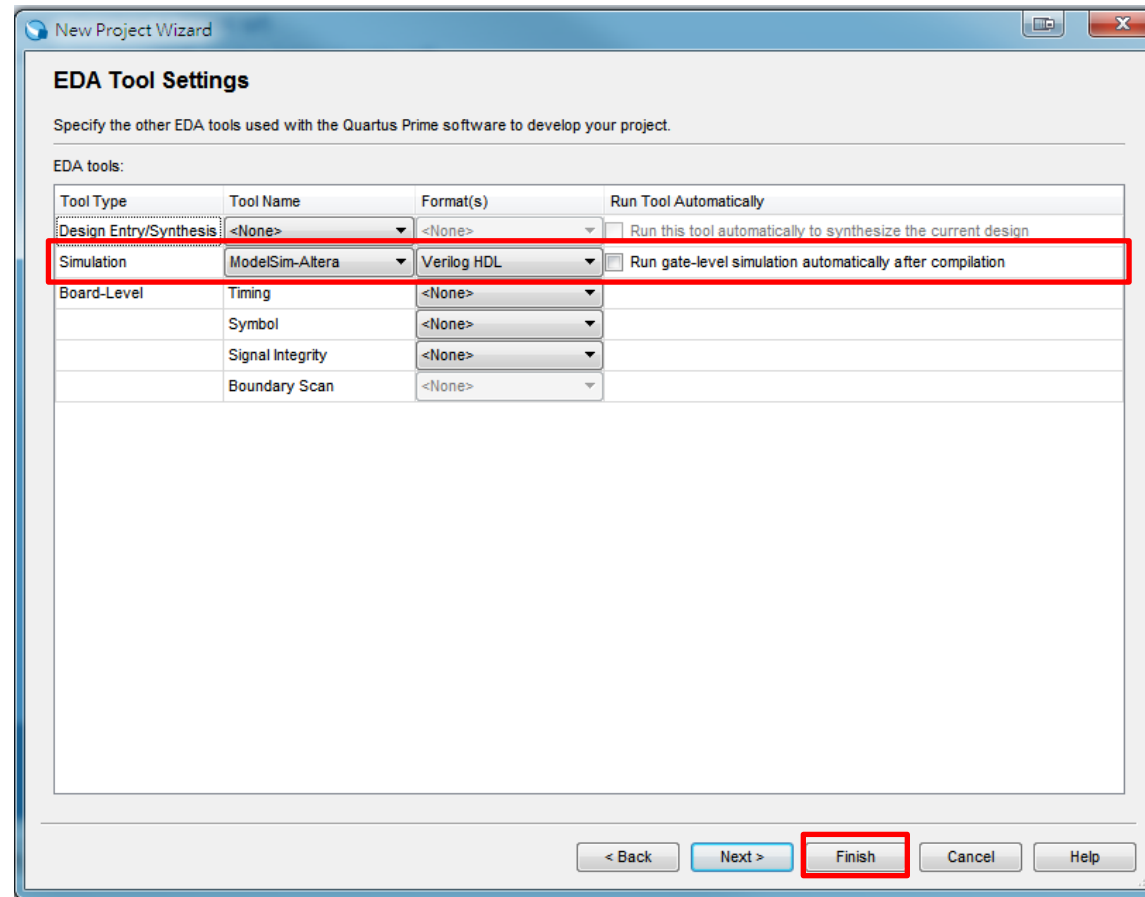 New Project Wizard
EDA Tool Settings
Specify the other EDA tools used with the Quartus Prime software to develop your project.
EDA tools:
Tool Type Tool Name Format(s) Run Tool Automatically
Design Entry/Synthesis <None> <None> Run this tool automatically to synthesize the current design
Simulation ModelSim-Altera Verilog HDL Run gate-level simulation automatically after compilation
Board-Level Timing <None>
Symbol <None>
Signal Integrity <None>
Boundary Scan <None>
< Back Next > Finish Cancel Help